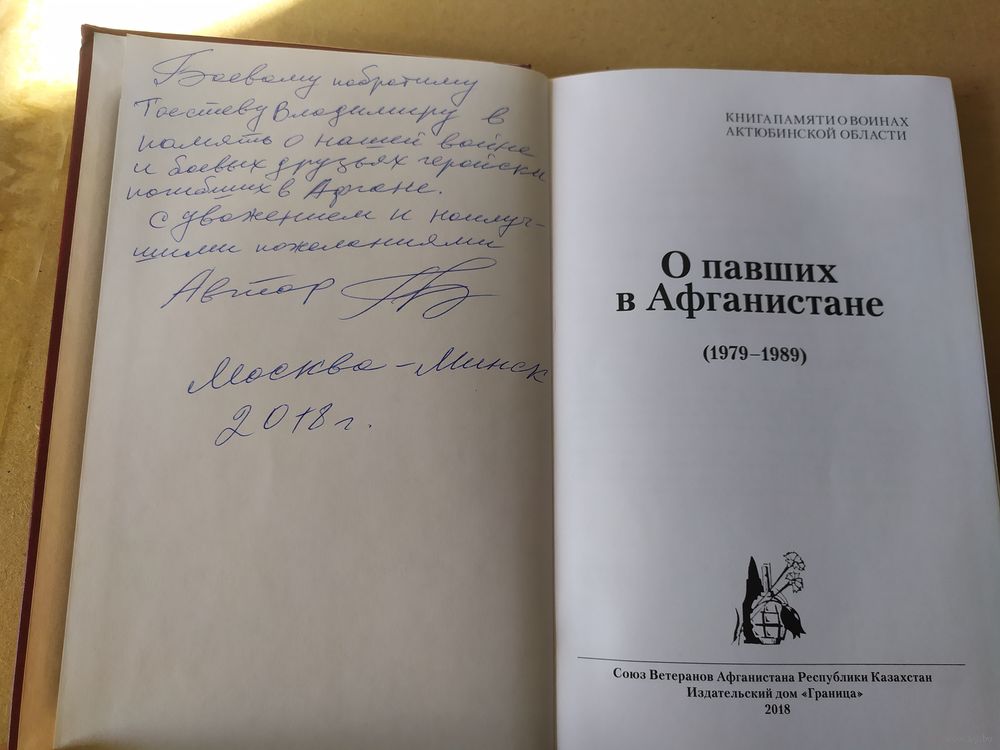 Боевому побратиму
Владимиру в
память о нашей войне
и боевых друзьях геройски
погибших в Афгане.
С уважением и наилуч-
шими пожеланиями
Автор
Москва - Минск
2018 г.
КНИГА ПАМЯТИ О ВОИНАХ
АКТЮБИНСКОЙ ОБЛАСТИ
О павших
в Афганистане
(1979–1989)
Союз Ветеранов Афганистана Республики Казахстан
Издательский дом «Граница»
2018